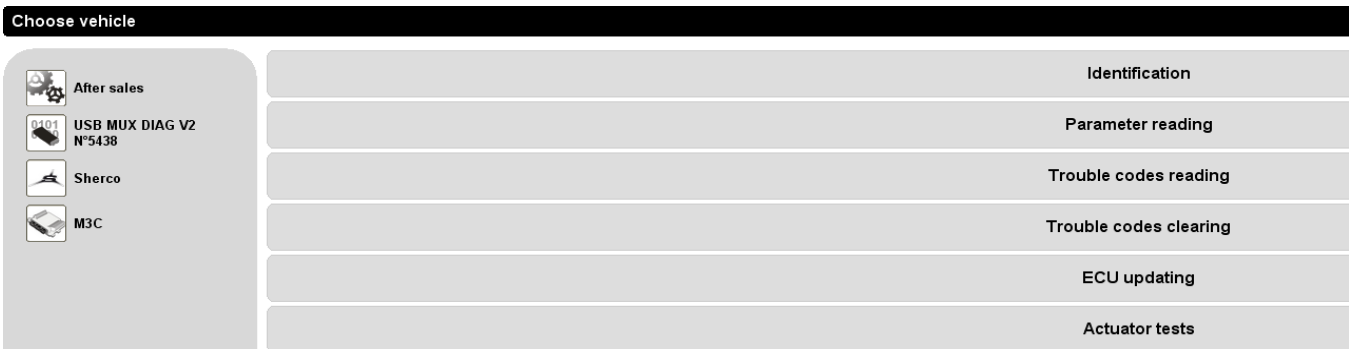 Choose vehicle
After sales
USB MUX DIAG V2
N°5438
Sherco
M3C
Identification
Parameter reading
Trouble codes reading
Trouble codes clearing
ECU updating
Actuator tests